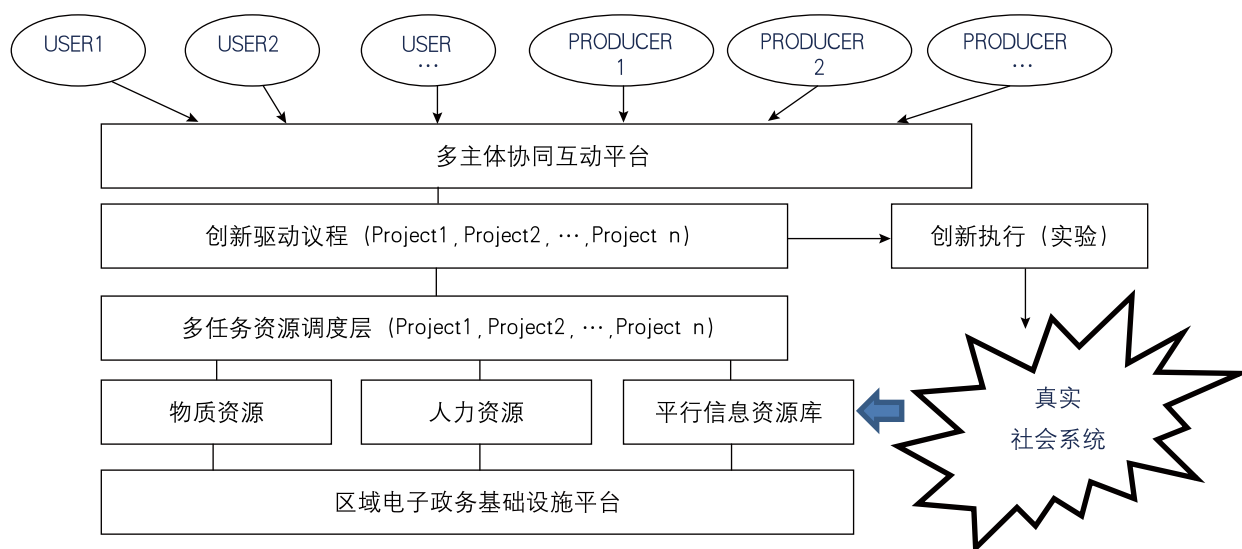 USER1
USER2
USER
…
PRODUCER
1
PRODUCER
2
PRODUCER
…
多主体协同互动平台
创新驱动议程 (Project1,Project2, …,Project n)
创新执行 (实验)
多任务资源调度层 (Project1,Project2, …,Project n)
物质资源
人力资源
平行信息资源库
真实
社会系统
区域电子政务基础设施平台